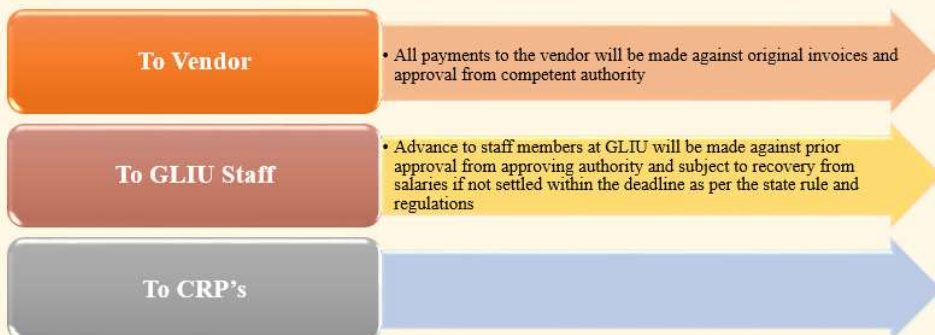 To Vendor
• All payments to the vendor will be made against original invoices and
approval from competent authority
To GLIU Staff
• Advance to staff members at GLIU will be made against prior
approval from approving authority and subject to recovery from
salaries if not settled within the deadline as per the state rule and
regulations
To CRP’s